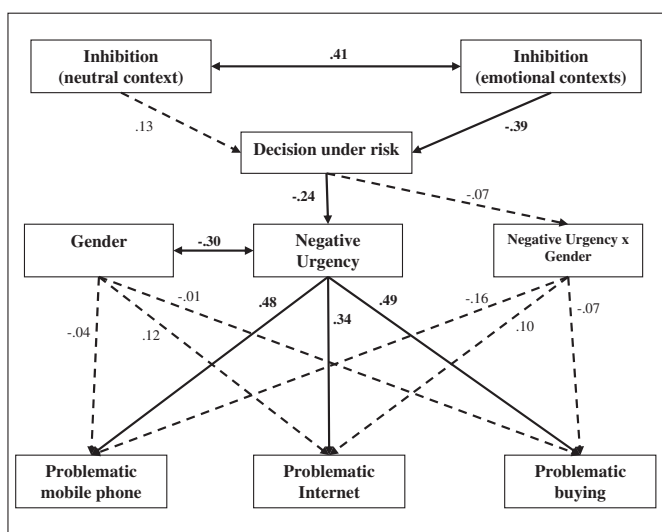 Inhibition
(neutral context)
.41
Inhibition
(emotional contexts)
.13
-.39
Decision under risk
-.24
-.07
Gender
-.30
Negative
Urgency
Negative Urgency x
Gender
-.04
.12
-.01
.48
.34
.49
-.16
.10
-.07
Problematic
mobile phone
Problematic
Internet
Problematic
buying